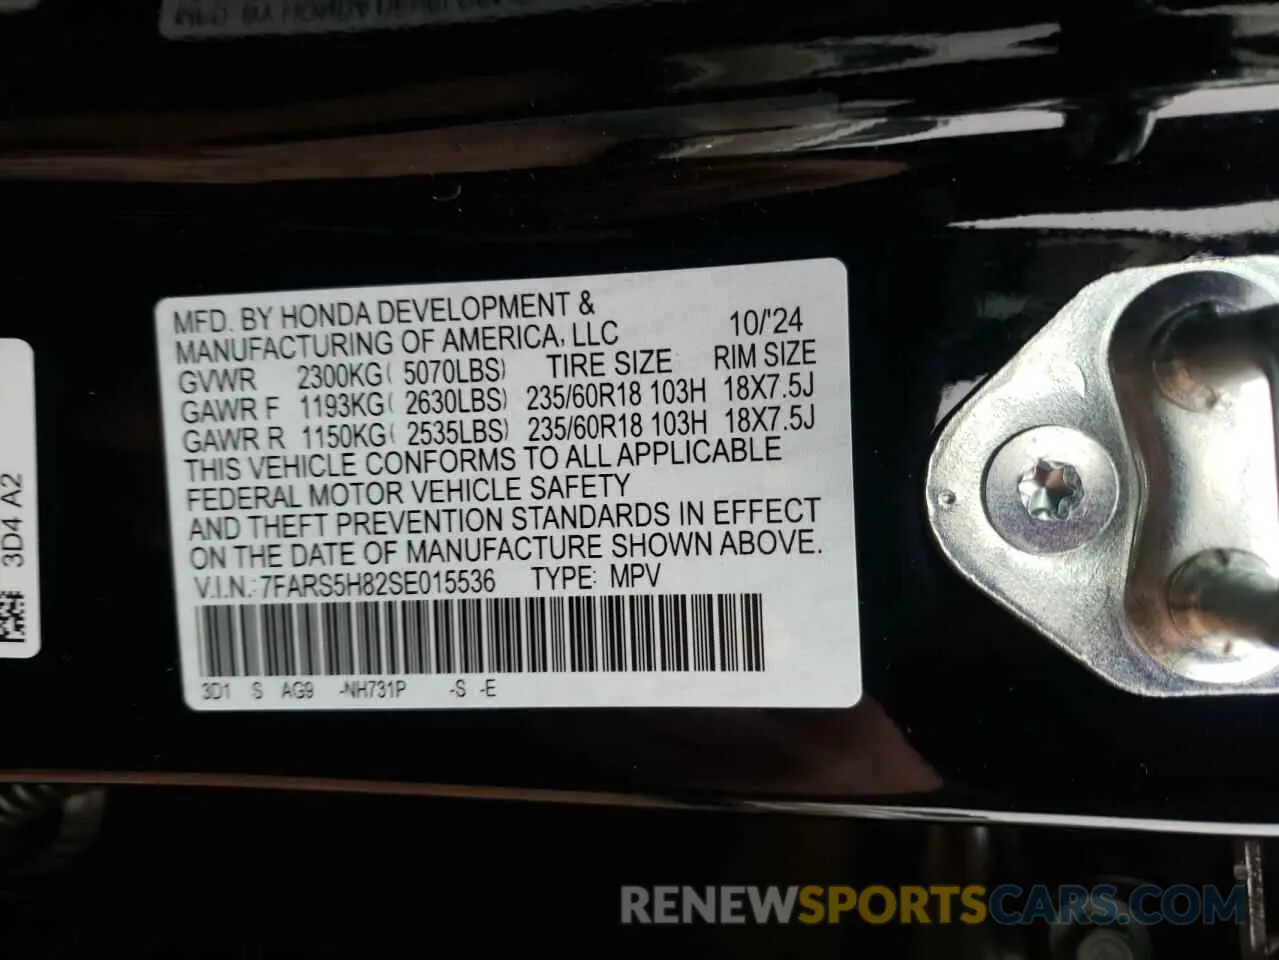 MFD. BY HONDA DEVELOPMENT &
MANUFACTURING OF AMERICA, LLC 10/'24
GVWR 2300KG( 5070LBS) TIRE SIZE RIM SIZE
GAWR F 1193KG( 2630LBS) 235/60R18 103H 18X7.5J
GAWR R 1150KG( 2535LBS) 235/60R18 103H 18X7.5J
THIS VEHICLE CONFORMS TO ALL APPLICABLE
FEDERAL MOTOR VEHICLE SAFETY
AND THEFT PREVENTION STANDARDS IN EFFECT
ON THE DATE OF MANUFACTURE SHOWN ABOVE.
V.I.N.: 7FARS5H82SE015536 TYPE: MPV
3D1 S AG9 -NH731P -S -E
3D4 A2
RENEWSPORTSCARS.COM